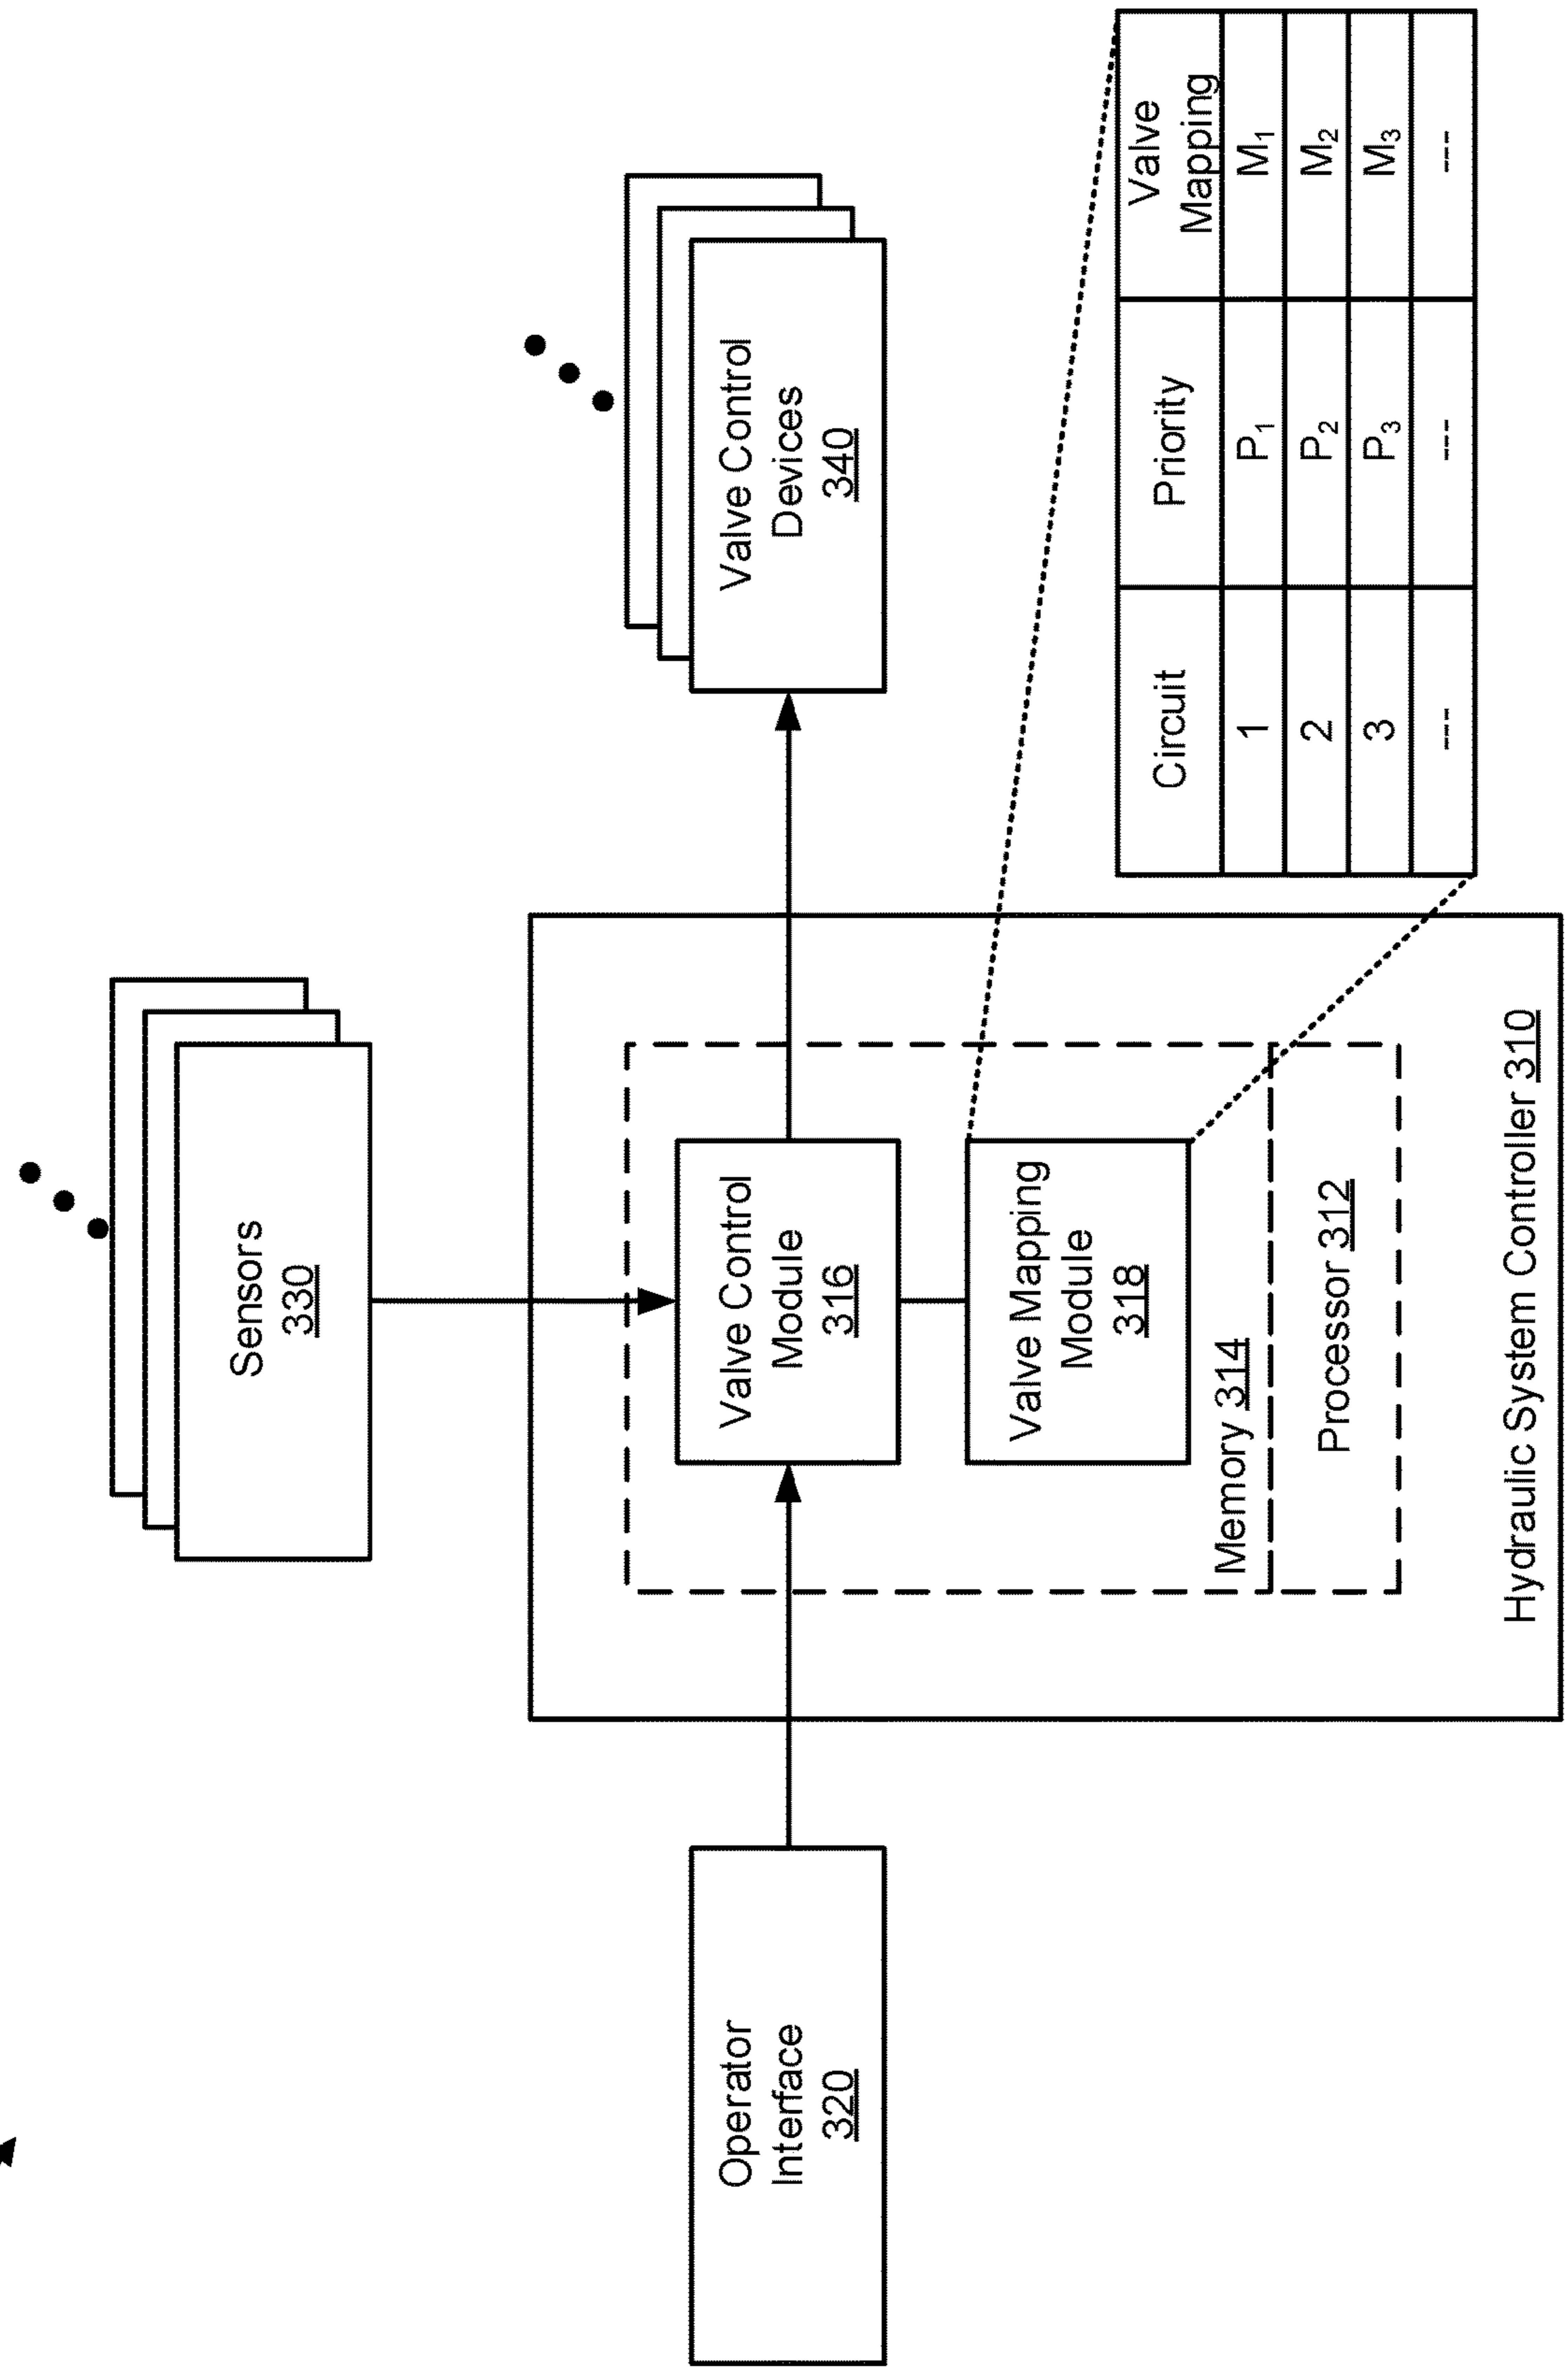 Sensors
330
Operator
Interface
320
Valve Control
Module
316
Valve Mapping
Module
318
Memory 314
Processor 312
Hydraulic System Controller 310
Valve Control
Devices
340
Circuit Priority Valve Mapping
1 P₁ M₁
2 P₂ M₂
3 P₃ M₃
--- --- ---